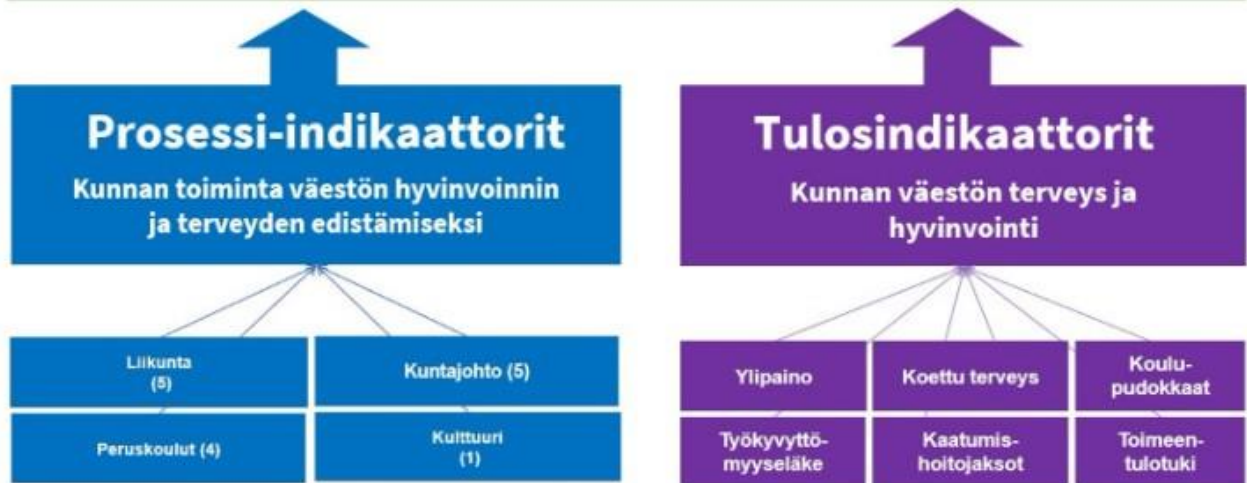 Prosessi-indikaattorit
Kunnan toiminta väestön hyvinvoinnin
ja terveyden edistämiseksi
Liikunta
(5)
Kuntajohto (5)
Peruskoulut (4)
Kulttuuri
(1)
Tulosindikaattorit
Kunnan väestön terveys ja
hyvinvointi
Ylipaino
Koettu terveys
Koulu-
pudokkaat
Työkyvyttö-
myyseläke
Kaatumis-
hoitojaksot
Toimeen-
tulotuki